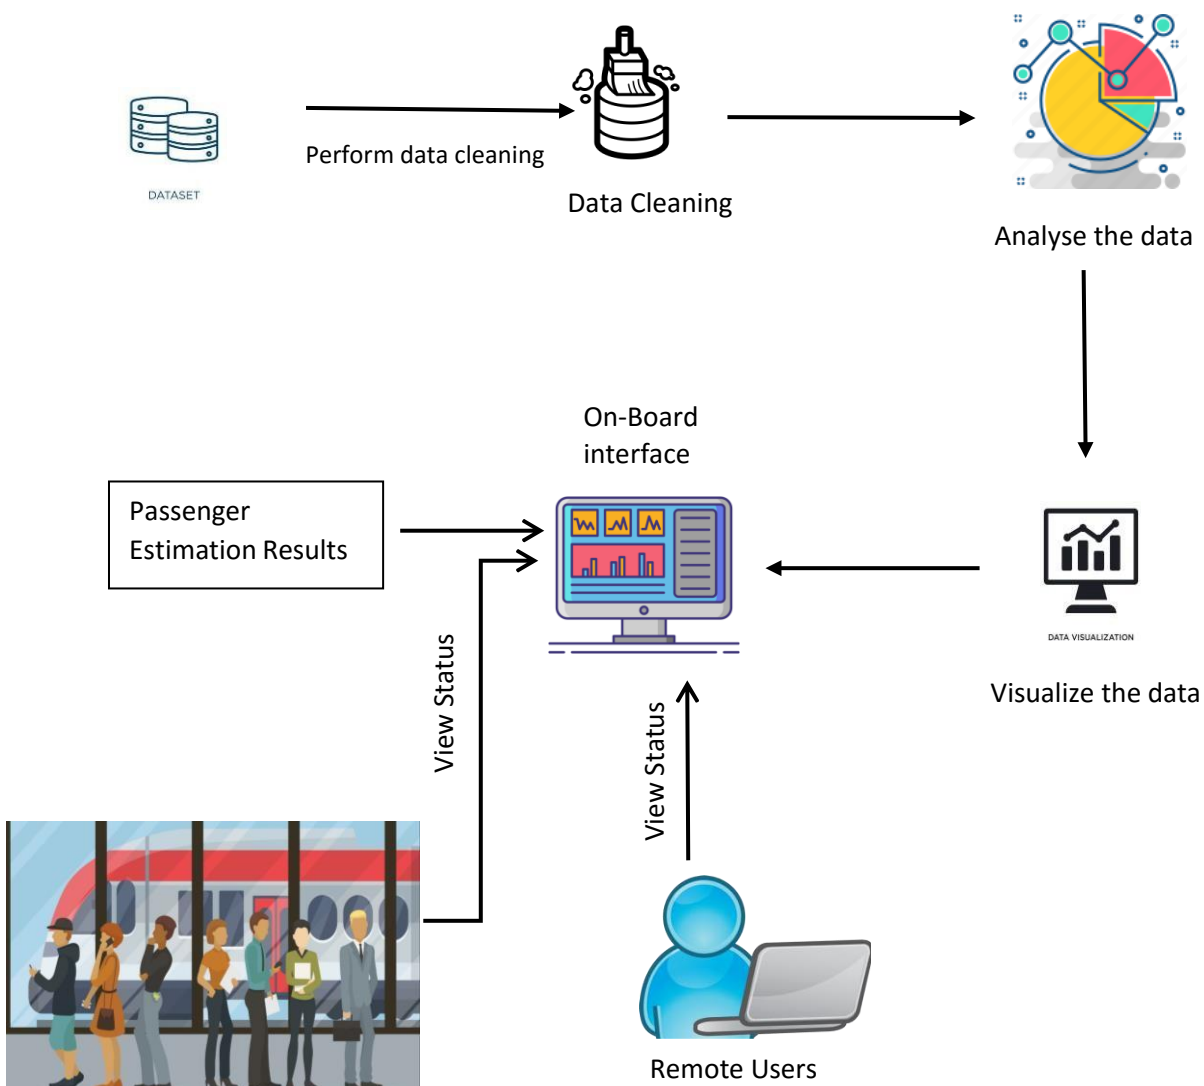 DATASET
Perform data cleaning
Data Cleaning
Analyse the data
On-Board
interface
Passenger
Estimation Results
DATA VISUALIZATION
Visualize the data
View Status
View Status
Remote Users